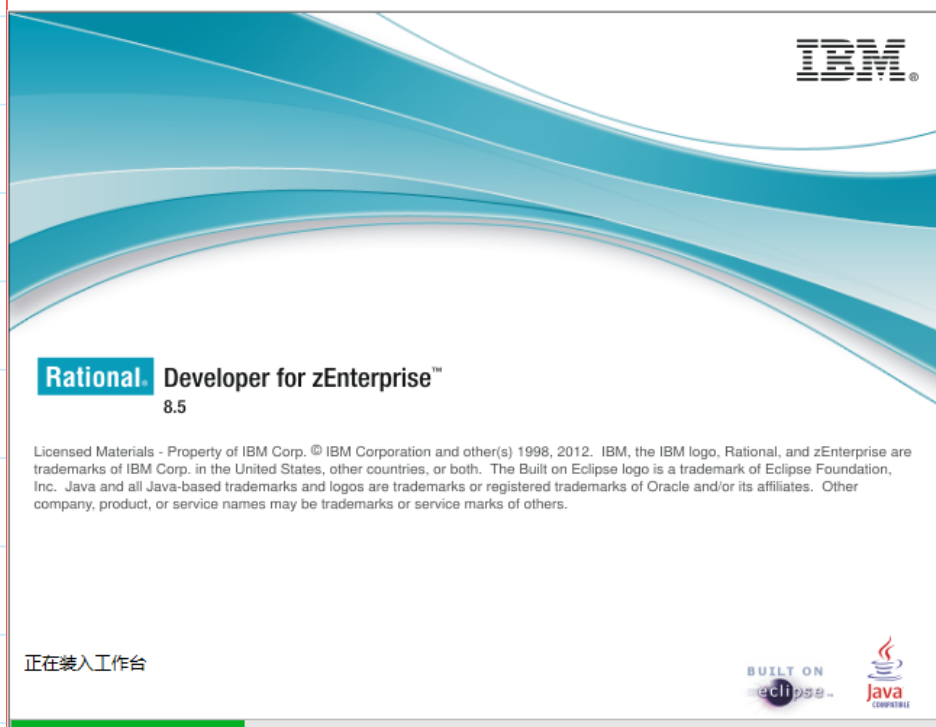 IBM®
Rational® Developer for zEnterprise™
8.5
Licensed Materials - Property of IBM Corp. © IBM Corporation and other(s) 1998, 2012.  IBM, the IBM logo, Rational, and zEnterprise are
trademarks of IBM Corp. in the United States, other countries, or both.  The Built on Eclipse logo is a trademark of Eclipse Foundation,
Inc.  Java and all Java-based trademarks and logos are trademarks or registered trademarks of Oracle and/or its affiliates.  Other
company, product, or service names may be trademarks or service marks of others.
正在装入工作台
BUILT ON
eclipse™
Java
COMPATIBLE